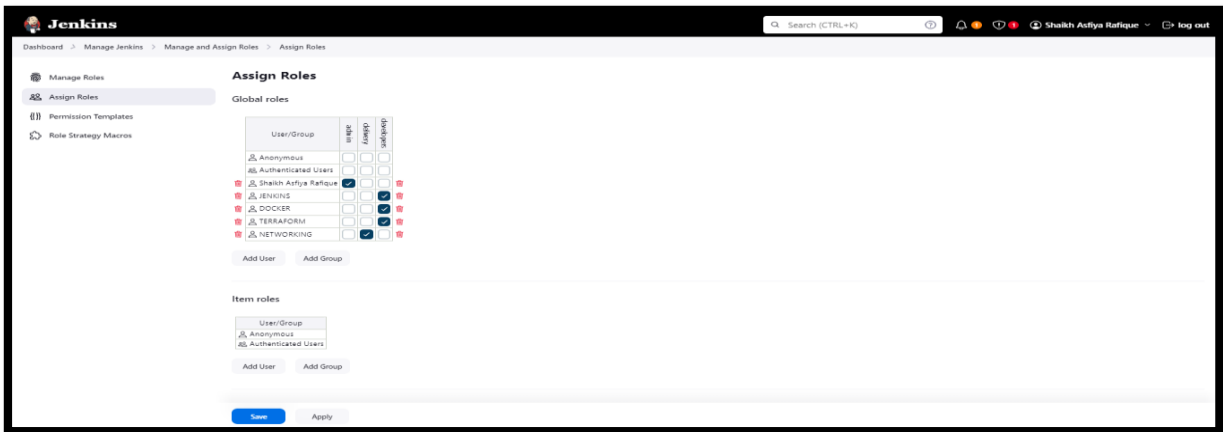 Jenkins
Search (CTRL+K)
1
1
Shaikh Asfiya Rafique
log out
Dashboard > Manage Jenkins > Manage and Assign Roles > Assign Roles
Manage Roles
Assign Roles
Permission Templates
Role Strategy Macros
Assign Roles
Global roles
User/Group admin delivery developers
Anonymous
Authenticated Users
Shaikh Asfiya Rafique
JENKINS
DOCKER
TERRAFORM
NETWORKING
Add User Add Group
Item roles
User/Group
Anonymous
Authenticated Users
Add User Add Group
Save Apply